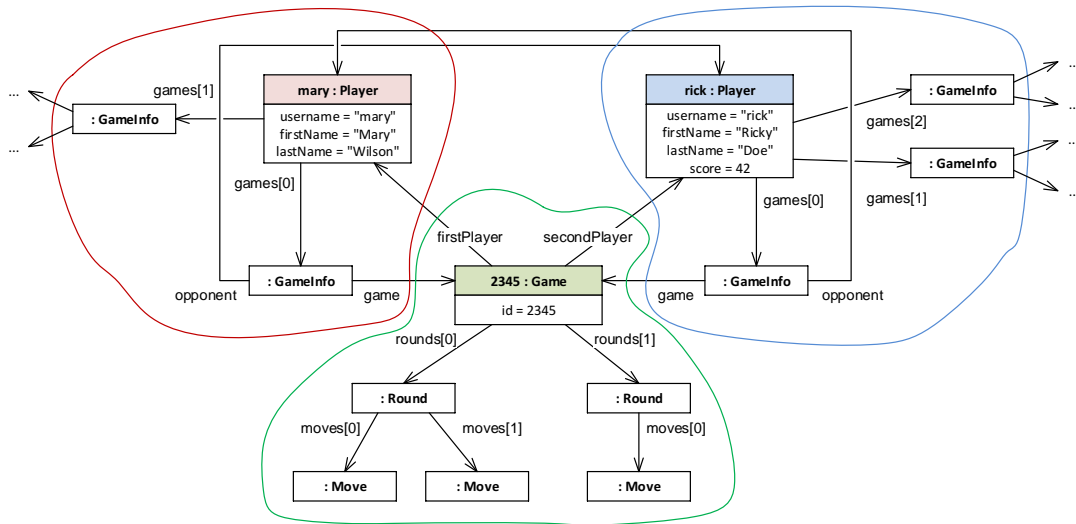 mary : Player
username = "mary"
firstName = "Mary"
lastName = "Wilson"
rick : Player
username = "rick"
firstName = "Ricky"
lastName = "Doe"
score = 42
...
...
games[1]
: GameInfo
games[0]
: GameInfo
opponent
game
firstPlayer
secondPlayer
: GameInfo
games[2]
: GameInfo
games[1]
games[0]
..
..
..
..
: GameInfo
game
opponent
2345 : Game
id = 2345
rounds[0]
rounds[1]
: Round
: Round
moves[0]
moves[1]
moves[0]
: Move
: Move
: Move